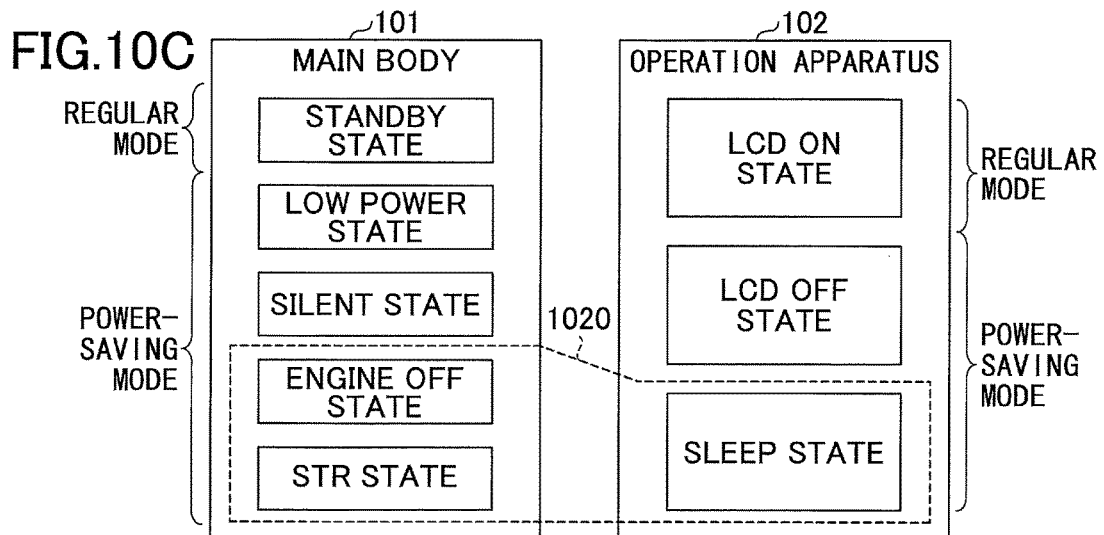 FIG.10C
101
MAIN BODY
REGULAR
MODE
STANDBY
STATE
LOW POWER
STATE
SILENT STATE
POWER-
SAVING
MODE
ENGINE OFF
STATE
STR STATE
1020
102
OPERATION APPARATUS
LCD ON
STATE
REGULAR
MODE
LCD OFF
STATE
POWER-
SAVING
MODE
SLEEP STATE